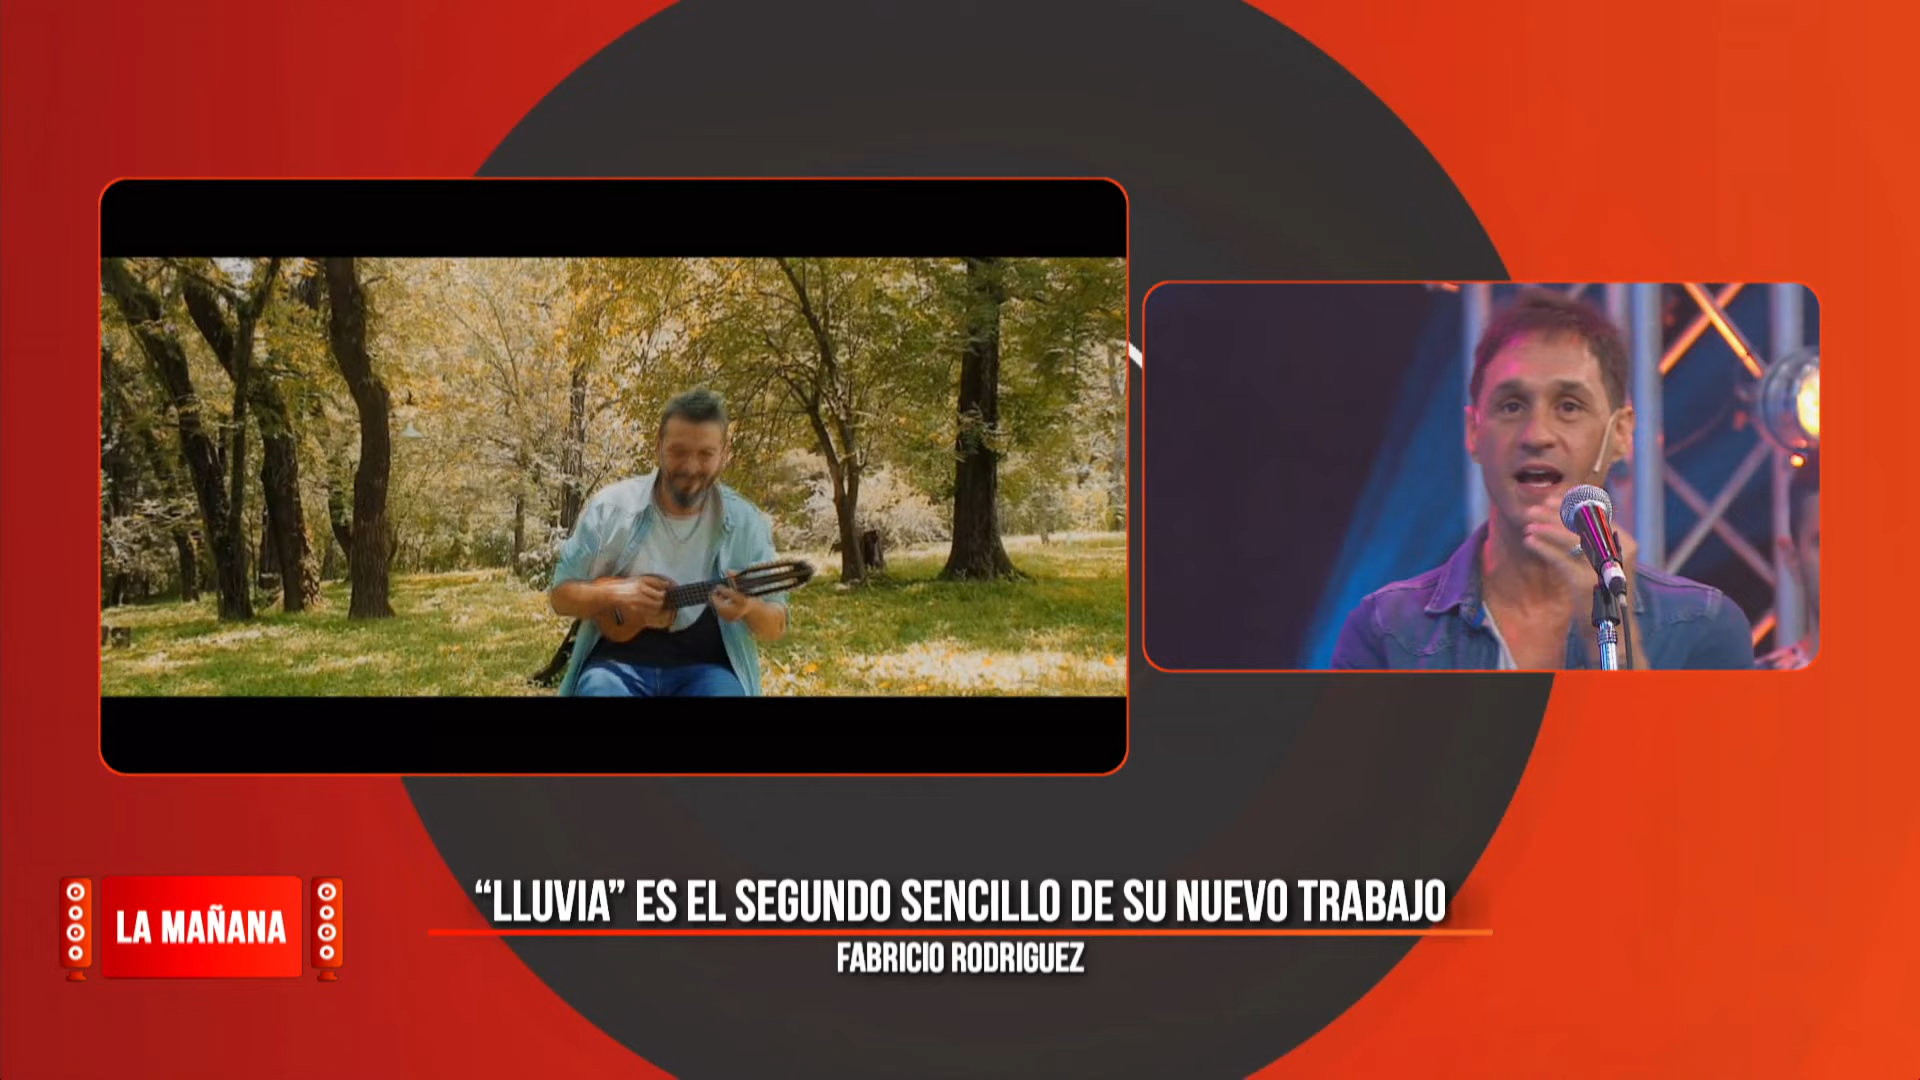 LA MAÑANA
“LLUVIA” ES EL SEGUNDO SENCILLO DE SU NUEVO TRABAJO
FABRICIO RODRIGUEZ